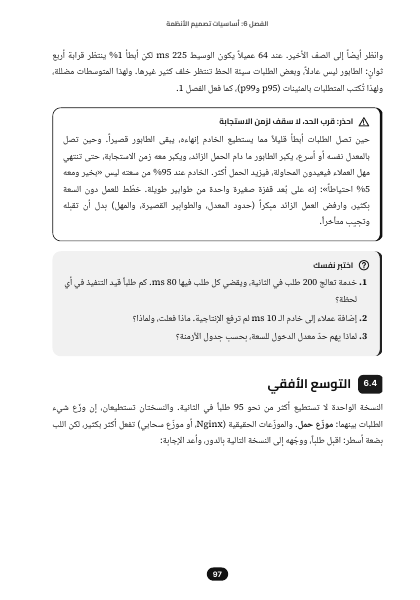 الفصل 6: أساسيات تصميم الأنظمة
وانظر أيضاً إلى الصف الأخير. عند 64 عميلاً يكون الوسيط 225 ms لكن أبطأ 1% ينتظر قرابة أربع
ثوانٍ: الطابور ليس عادلاً، وبعض الطلبات سيئة الحظ تنتظر خلف كثير غيرها. ولهذا المتوسطات مضللة،
ولهذا تُكتب المتطلبات بالمئينات (p95 وp99)، كما فعل الفصل 1.
احذر: قرب الحد، لا سقف لزمن الاستجابة
حين تصل الطلبات أبطأ قليلاً مما يستطيع الخادم إنهاءه، يبقى الطابور قصيراً. وحين تصل
بالمعدل نفسه أو أسرع، يكبر الطابور ما دام الحمل الزائد، ويكبر معه زمن الاستجابة، حتى تنتهي
مهل العملاء فيعيدون المحاولة، فيزيد الحمل أكثر. الخادم عند 95% من سعته ليس «بخير ومعه
5% احتياطاً»: إنه على بُعد قفزة صغيرة واحدة من طوابير طويلة. خطّط للعمل دون السعة
بكثير، وارفض العمل الزائد مبكراً (حدود المعدل، والطوابير القصيرة، والمهل) بدل أن تقبله
وتجيب متأخراً.
اختبر نفسك
1. خدمة تعالج 200 طلب في الثانية، ويقضي كل طلب فيها 80 ms. كم طلباً قيد التنفيذ في أي
لحظة؟
2. إضافة عملاء إلى خادم الـ 10 ms لم ترفع الإنتاجية. ماذا فعلت، ولماذا؟
3. لماذا يهم حدّ معدل الدخول للسعة، بحسب جدول الأزمنة؟
6.4 التوسع الأفقي
النسخة الواحدة لا تستطيع أكثر من نحو 95 طلباً في الثانية. والنسختان تستطيعان، إن وزّع شيء
الطلبات بينهما: موزّع حمل. والموزّعات الحقيقية (Nginx، أو موزّع سحابي) تفعل أكثر بكثير، لكن اللب
بضعة أسطر: اقبل طلباً، ووجّهه إلى النسخة التالية بالدور، وأعد الإجابة:
97